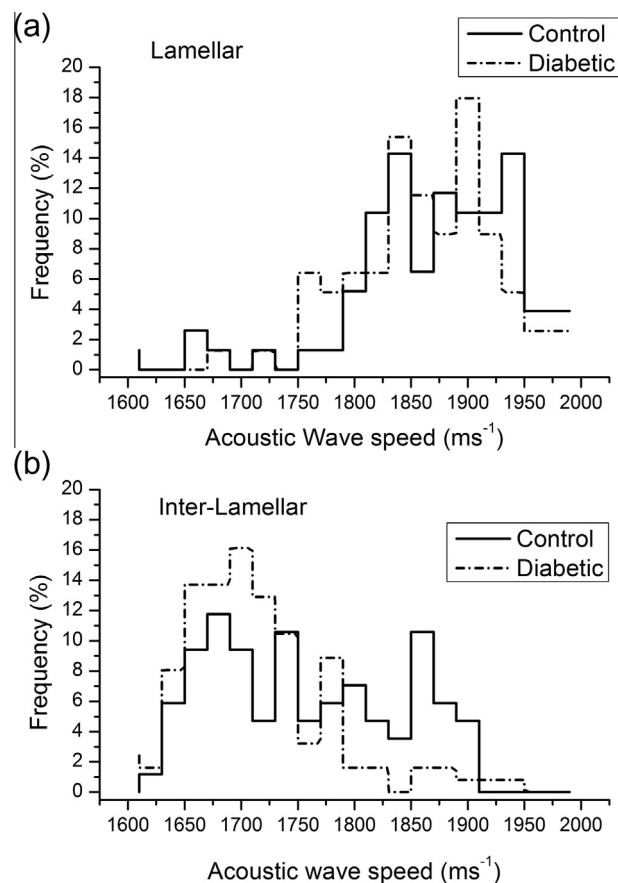 (a)
Lamellar
Control
Diabetic
20
18
16
14
12
10
8
6
4
2
0
Frequency (%)
1600 1650 1700 1750 1800 1850 1900 1950 2000
Acoustic Wave speed (ms⁻¹)
(b)
Inter-Lamellar
Control
Diabetic
20
18
16
14
12
10
8
6
4
2
0
Frequency (%)
1600 1650 1700 1750 1800 1850 1900 1950 2000
Acoustic wave speed (ms⁻¹)